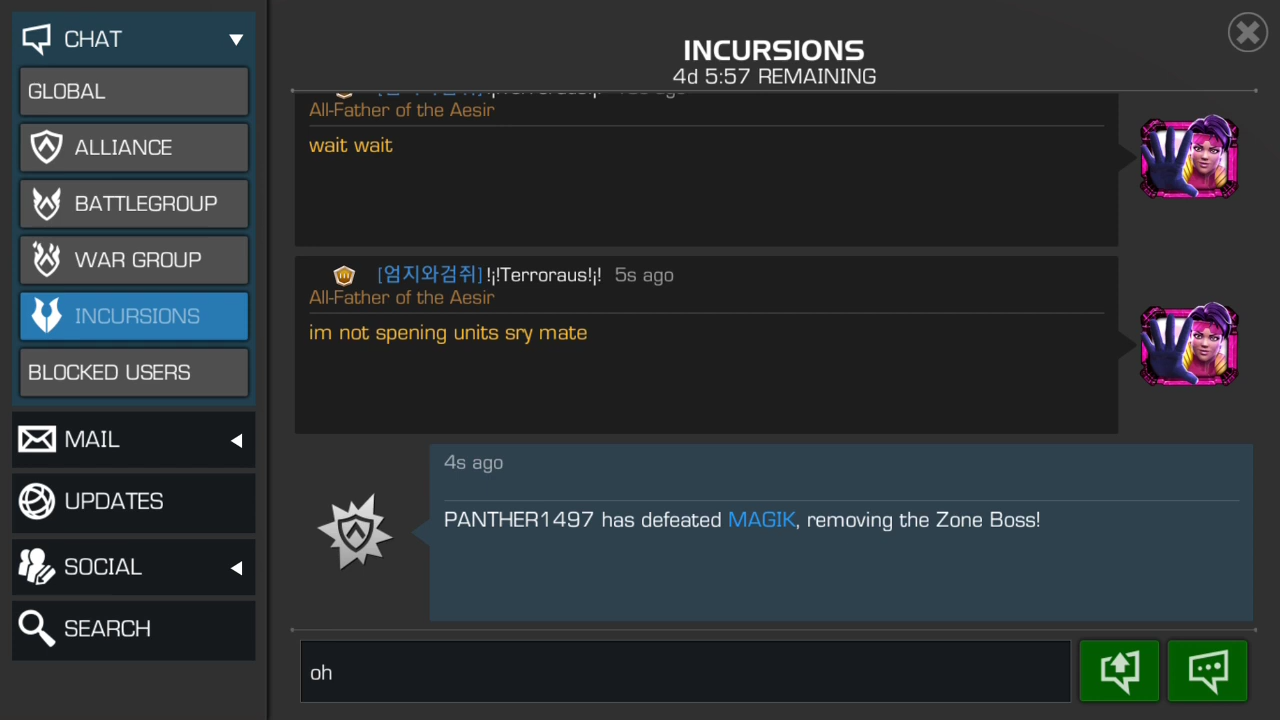 CHAT
GLOBAL
ALLIANCE
BATTLEGROUP
WAR GROUP
INCURSIONS
BLOCKED USERS
MAIL
UPDATES
SOCIAL
SEARCH
INCURSIONS
4d 5:57 REMAINING
All-Father of the Aesir
wait wait
[엄지와검쥐]!¡!Terroraus!¡! 5s ago
All-Father of the Aesir
im not spening units sry mate
4s ago
PANTHER1497 has defeated MAGIK, removing the Zone Boss!
oh